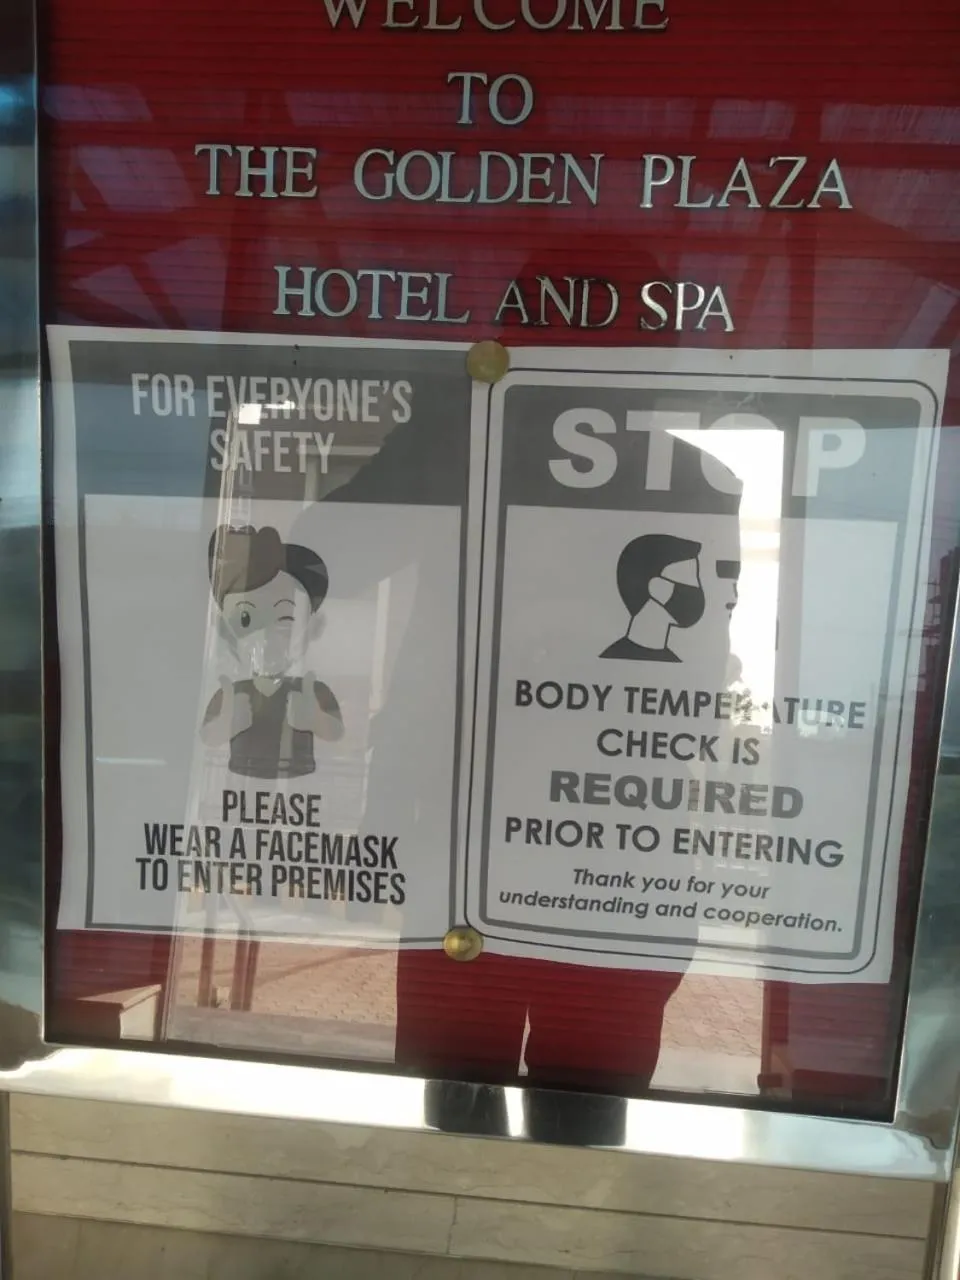 WELCOME
TO
THE GOLDEN PLAZA
HOTEL AND SPA
FOR EVERYONE'S
SAFETY
PLEASE
WEAR A FACEMASK
TO ENTER PREMISES
STOP
BODY TEMPERATURE
CHECK IS
REQUIRED
PRIOR TO ENTERING
Thank you for your
understanding and cooperation.